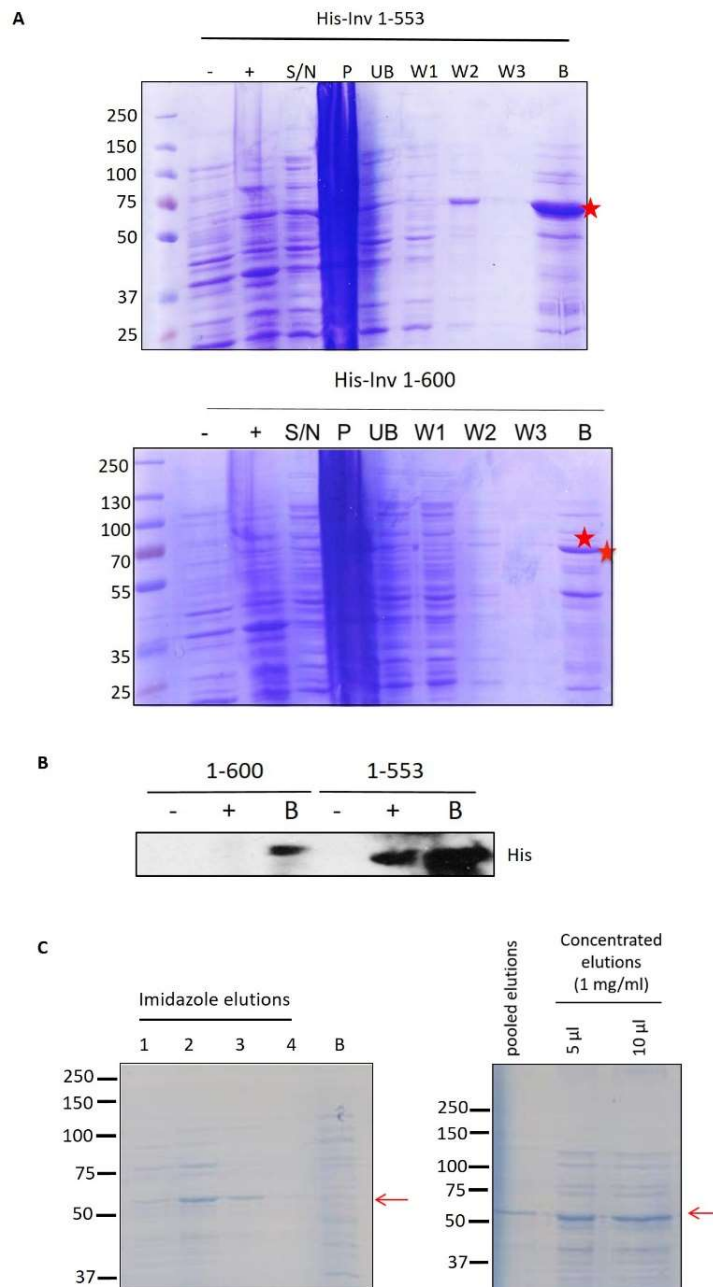 A
His-Inv 1-553
- + S/N P UB W1 W2 W3 B
250
150
100
75
50
37
25
His-Inv 1-600
- + S/N P UB W1 W2 W3 B
250
130
100
70
55
35
25
B
1-600 1-553
- + B - + B
His
C
Imidazole elutions
1 2 3 4 B
250
150
100
75
50
37
pooled elutions
Concentrated
elutions
(1 mg/ml)
5 µl
10 µl
250
150
100
75
50
37